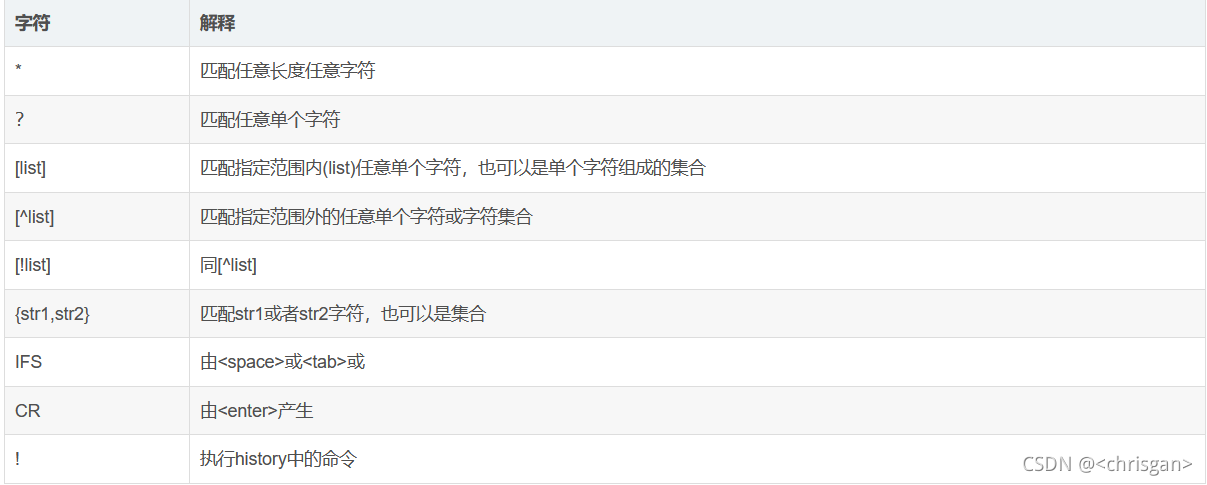 字符 解释
* 匹配任意长度任意字符
? 匹配任意单个字符
[list] 匹配指定范围内(list)任意单个字符，也可以是单个字符组成的集合
[^list] 匹配指定范围外的任意单个字符或字符集合
[!list] 同[^list]
{str1,str2} 匹配str1或者str2字符，也可以是集合
IFS 由<space>或<tab>或
CR 由<enter>产生
! 执行history中的命令
CSDN @<chrisgan>